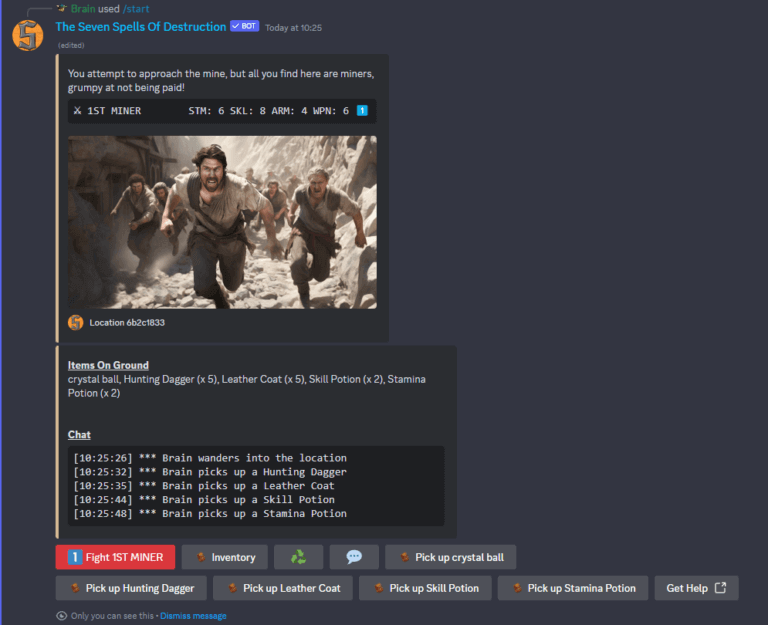 Brain used /start
The Seven Spells Of Destruction ✓ BOT Today at 10:25
(edited)
You attempt to approach the mine, but all you find here are miners,
grumpy at not being paid!
⚔ 1ST MINER STM: 6 SKL: 8 ARM: 4 WPN: 6 1
Location 6b2c1833
Items On Ground
crystal ball, Hunting Dagger (x 5), Leather Coat (x 5), Skill Potion (x 2), Stamina
Potion (x 2)
Chat
[10:25:26] *** Brain wanders into the location
[10:25:32] *** Brain picks up a Hunting Dagger
[10:25:35] *** Brain picks up a Leather Coat
[10:25:44] *** Brain picks up a Skill Potion
[10:25:48] *** Brain picks up a Stamina Potion
1 Fight 1ST MINER Inventory Pick up crystal ball
Pick up Hunting Dagger Pick up Leather Coat Pick up Skill Potion Pick up Stamina Potion Get Help
Only you can see this • Dismiss message